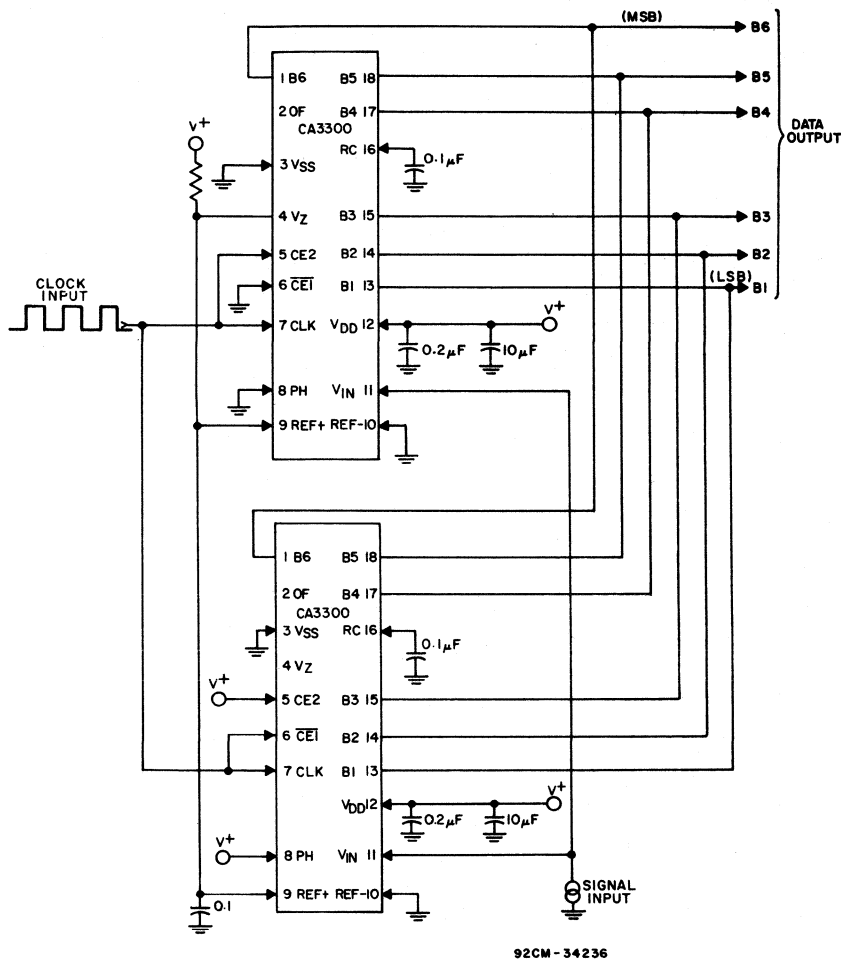 (MSB)
B6
1 B6 B5 18
B5
2 OF B4 17
B4
CA3300
V+
DATA
OUTPUT
RC 16
0.1µF
3 VSS
4 VZ B3 15
B3
5 CE2 B2 14
B2
CLOCK
INPUT
6 CE1 B1 13
(LSB)
B1
7 CLK VDD 12
V+
0.2µF
10µF
8 PH VIN 11
9 REF+ REF-10
1 B6 B5 18
2 OF B4 17
CA3300
3 VSS RC 16
0.1µF
4 VZ
V+
5 CE2 B3 15
6 CE1 B2 14
7 CLK B1 13
VDD12
V+
0.2µF
10µF
V+
8 PH VIN 11
9 REF+ REF-10
0.1
SIGNAL
INPUT
92CM-34236